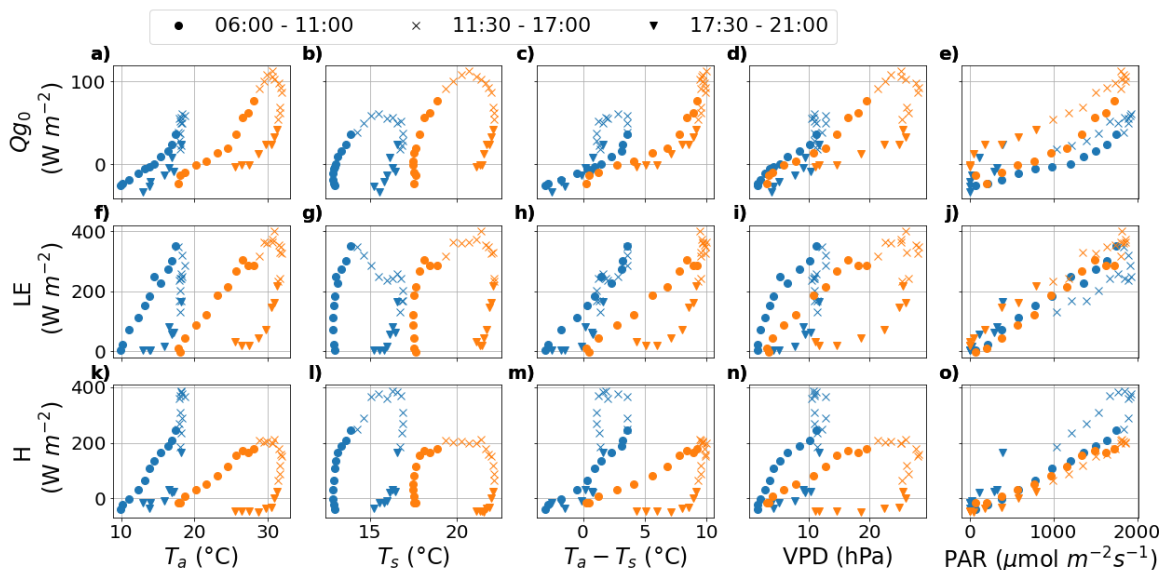 06:00 - 11:00 11:30 - 17:00 17:30 - 21:00
a) b) c) d) e)
Qg₀ (W m⁻²)
100
0
f) g) h) i) j)
LE (W m⁻²)
400
200
0
k) l) m) n) o)
H (W m⁻²)
400
200
0
10 20 30 15 20 0 5 10 10 20 0 1000 2000
Tₐ (°C) Tₛ (°C) Tₐ − Tₛ (°C) VPD (hPa) PAR (μmol m⁻²s⁻¹)